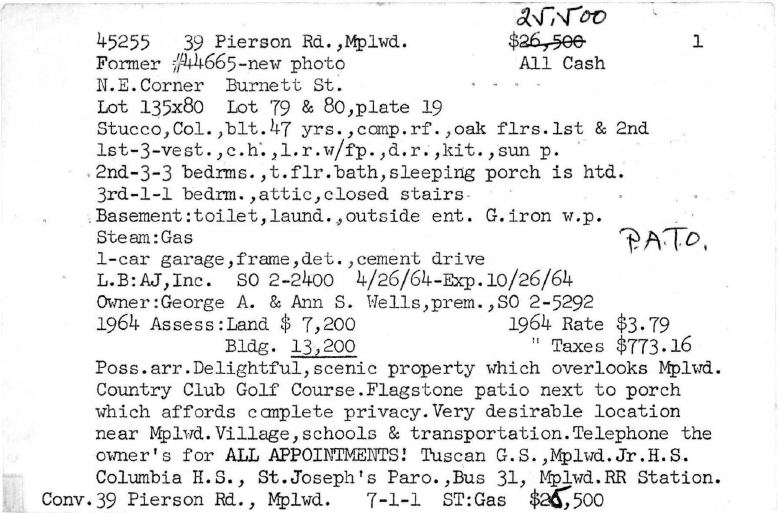 25,500
45255 39 Pierson Rd.,Mplwd. $26,500 1
Former #44665-new photo All Cash
N.E.Corner Burnett St.
Lot 135x80 Lot 79 & 80,plate 19
Stucco,Col.,blt.47 yrs.,comp.rf.,oak flrs.1st & 2nd
1st-3-vest.,c.h.,l.r.w/fp.,d.r.,kit.,sun p.
2nd-3-3 bedrms.,t.flr.bath,sleeping porch is htd.
3rd-1-1 bedrm.,attic,closed stairs
Basement:toilet,laund.,outside ent. G.iron w.p.
Steam:Gas P.A.T.O.
1-car garage,frame,det.,cement drive
L.B:AJ,Inc. SO 2-2400 4/26/64-Exp.10/26/64
Owner:George A. & Ann S. Wells,prem.,SO 2-5292
1964 Assess:Land $ 7,200 1964 Rate $3.79
Bldg. 13,200 " Taxes $773.16
Poss.arr.Delightful,scenic property which overlooks Mplwd.
Country Club Golf Course.Flagstone patio next to porch
which affords complete privacy.Very desirable location
near Mplwd.Village,schools & transportation.Telephone the
owner's for ALL APPOINTMENTS! Tuscan G.S.,Mplwd.Jr.H.S.
Columbia H.S., St.Joseph's Paro.,Bus 31, Mplwd.RR Station.
Conv.39 Pierson Rd., Mplwd. 7-1-1 ST:Gas $25,500